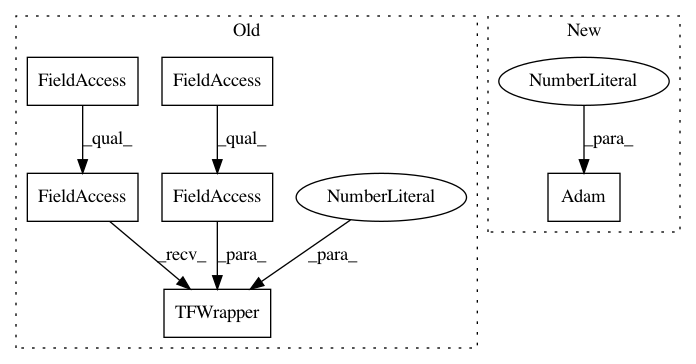 Old
New
FieldAccess
FieldAccess
NumberLiteral
_qual_
_qual_
_para_
FieldAccess
FieldAccess
NumberLiteral
Adam
_recv_
_para_
_para_
TFWrapper